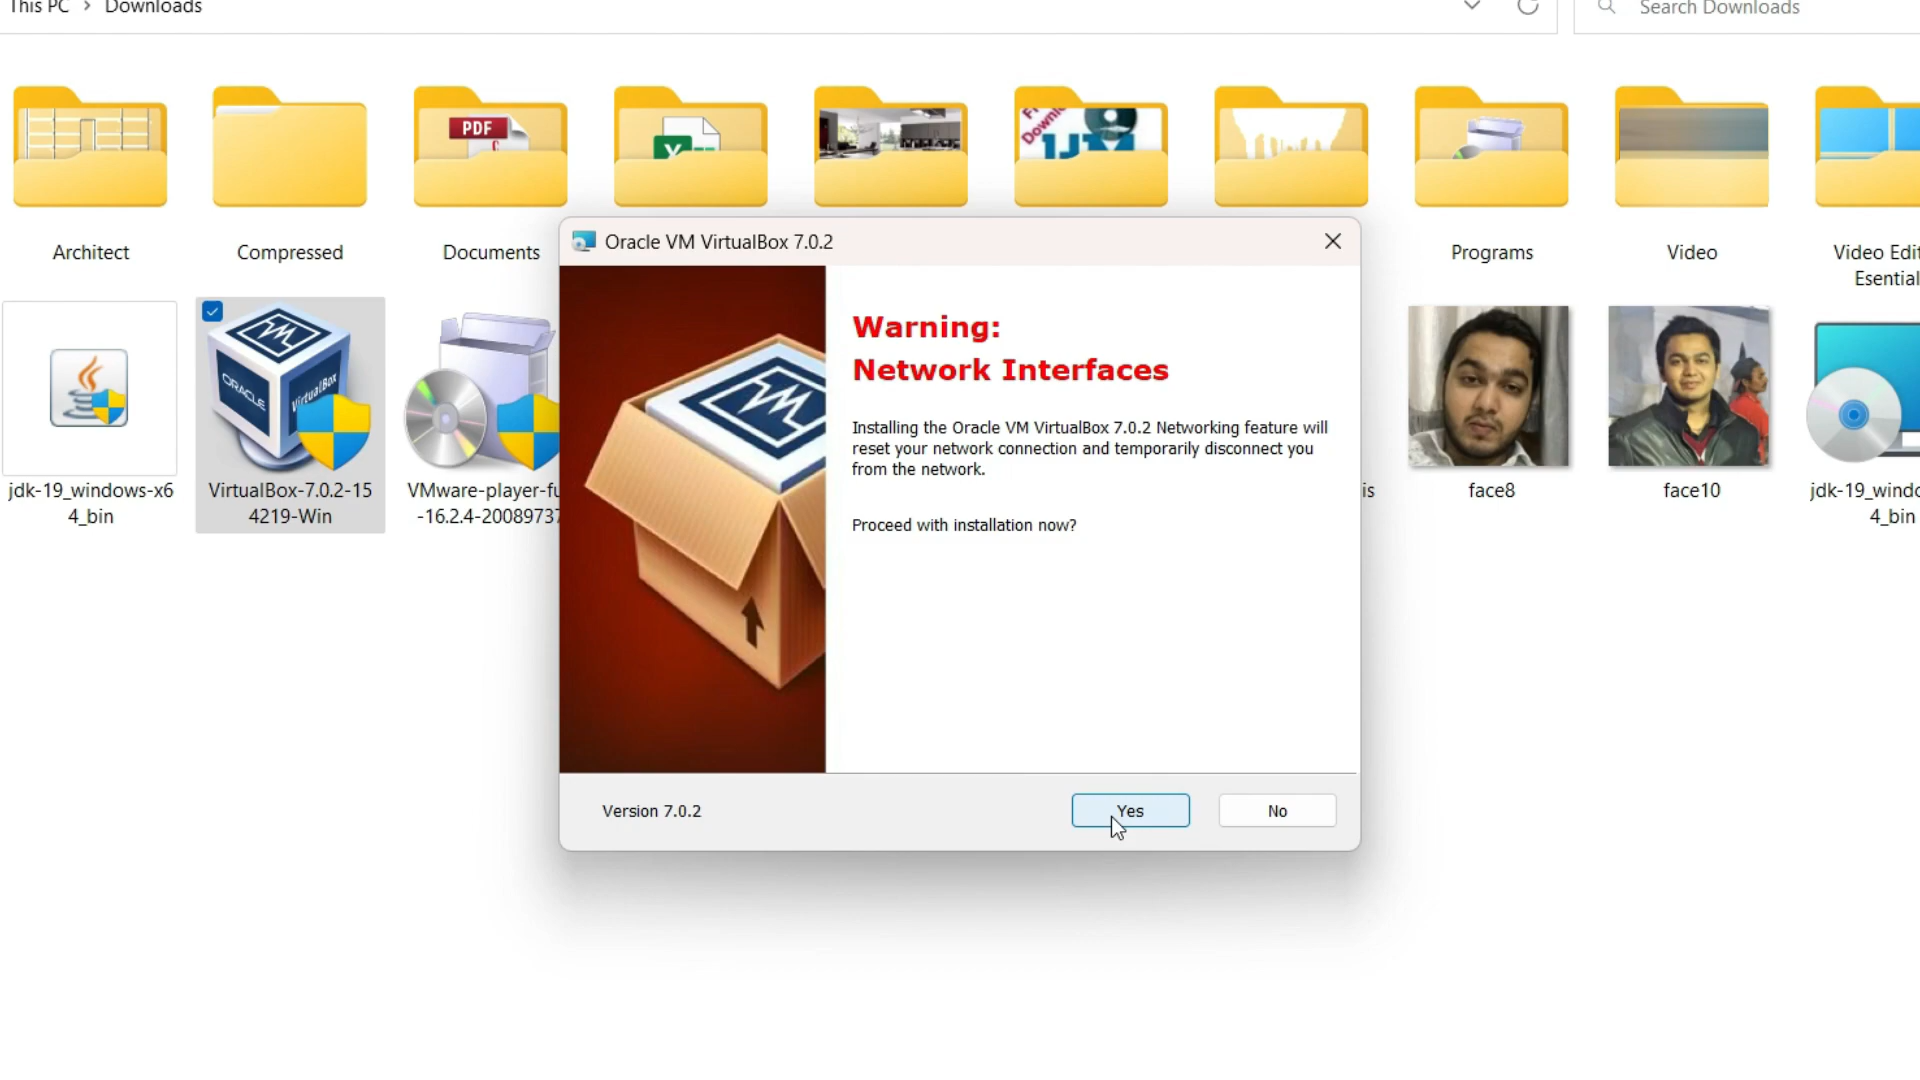 This PC > Downloads
Search Downloads
PDF
Architect
Compressed
Documents
Programs
Video
Video Edit
Esential
Oracle VM VirtualBox 7.0.2
Warning:
Network Interfaces
Installing the Oracle VM VirtualBox 7.0.2 Networking feature will
reset your network connection and temporarily disconnect you
from the network.
Proceed with installation now?
Version 7.0.2
Yes
No
ORACLE
VirtualBox
jdk-19_windows-x6
4_bin
VirtualBox-7.0.2-15
4219-Win
VMware-player-fu
-16.2.4-20089737
is
face8
face10
jdk-19_windo
4_bin